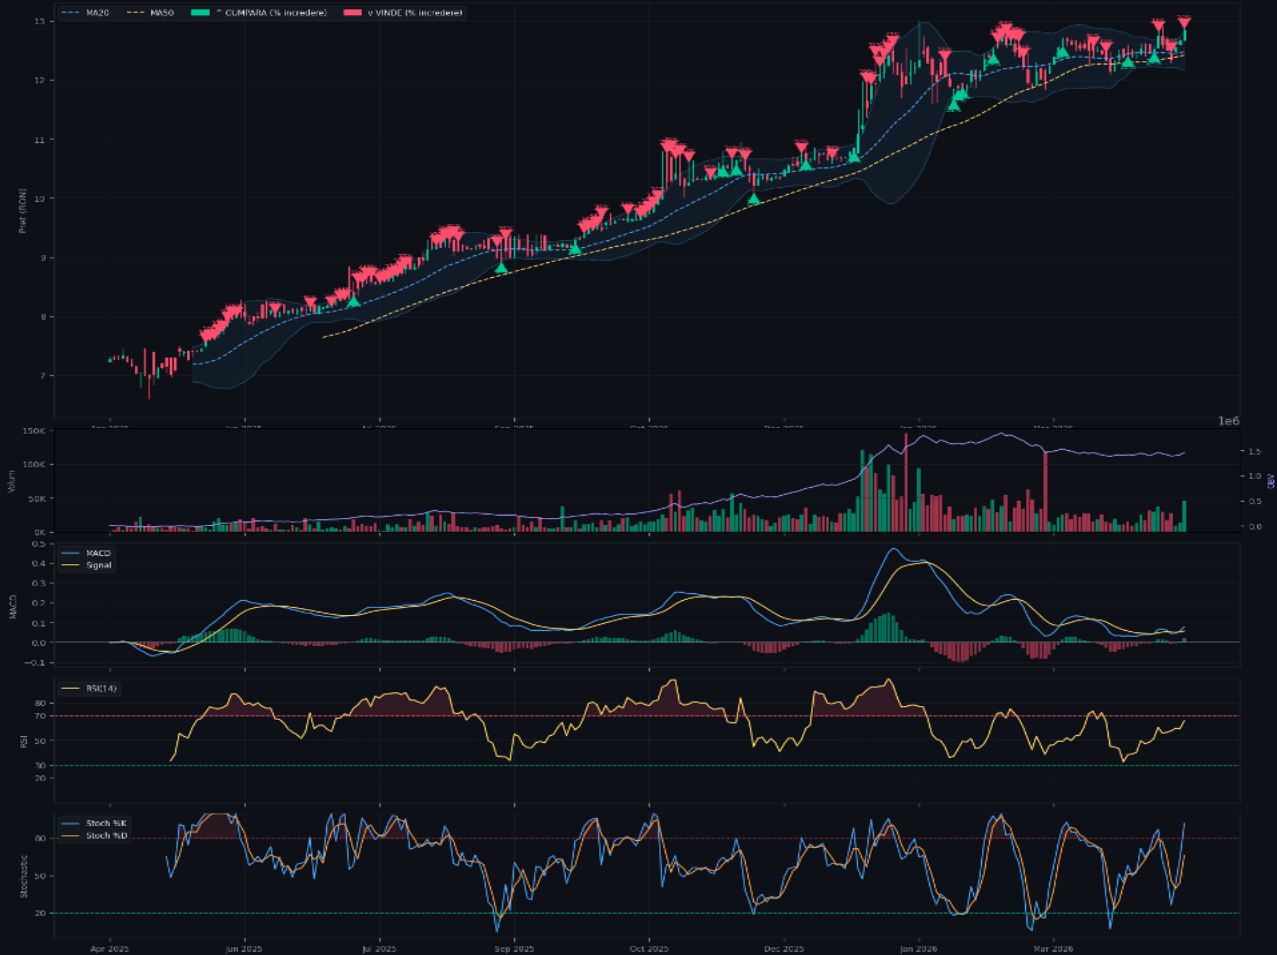 MA20 MA50 ^ CUMPARA (% incredere) v VINDE (% incredere)
13
12
11
10
9
8
7
Pret (RON)
1e6
150K
100K
50K
0K
Volum
1.5
1.0
0.5
0.0
OBV
MACD
Signal
0.5
0.4
0.3
0.2
0.1
0.0
−0.1
MACD
RSI(14)
80
70
50
30
20
RSI
Stoch %K
Stoch %D
80
50
20
Stochastic
Apr 2025 Jun 2025 Jul 2025 Sep 2025 Oct 2025 Dec 2025 Jan 2026 Mar 2026